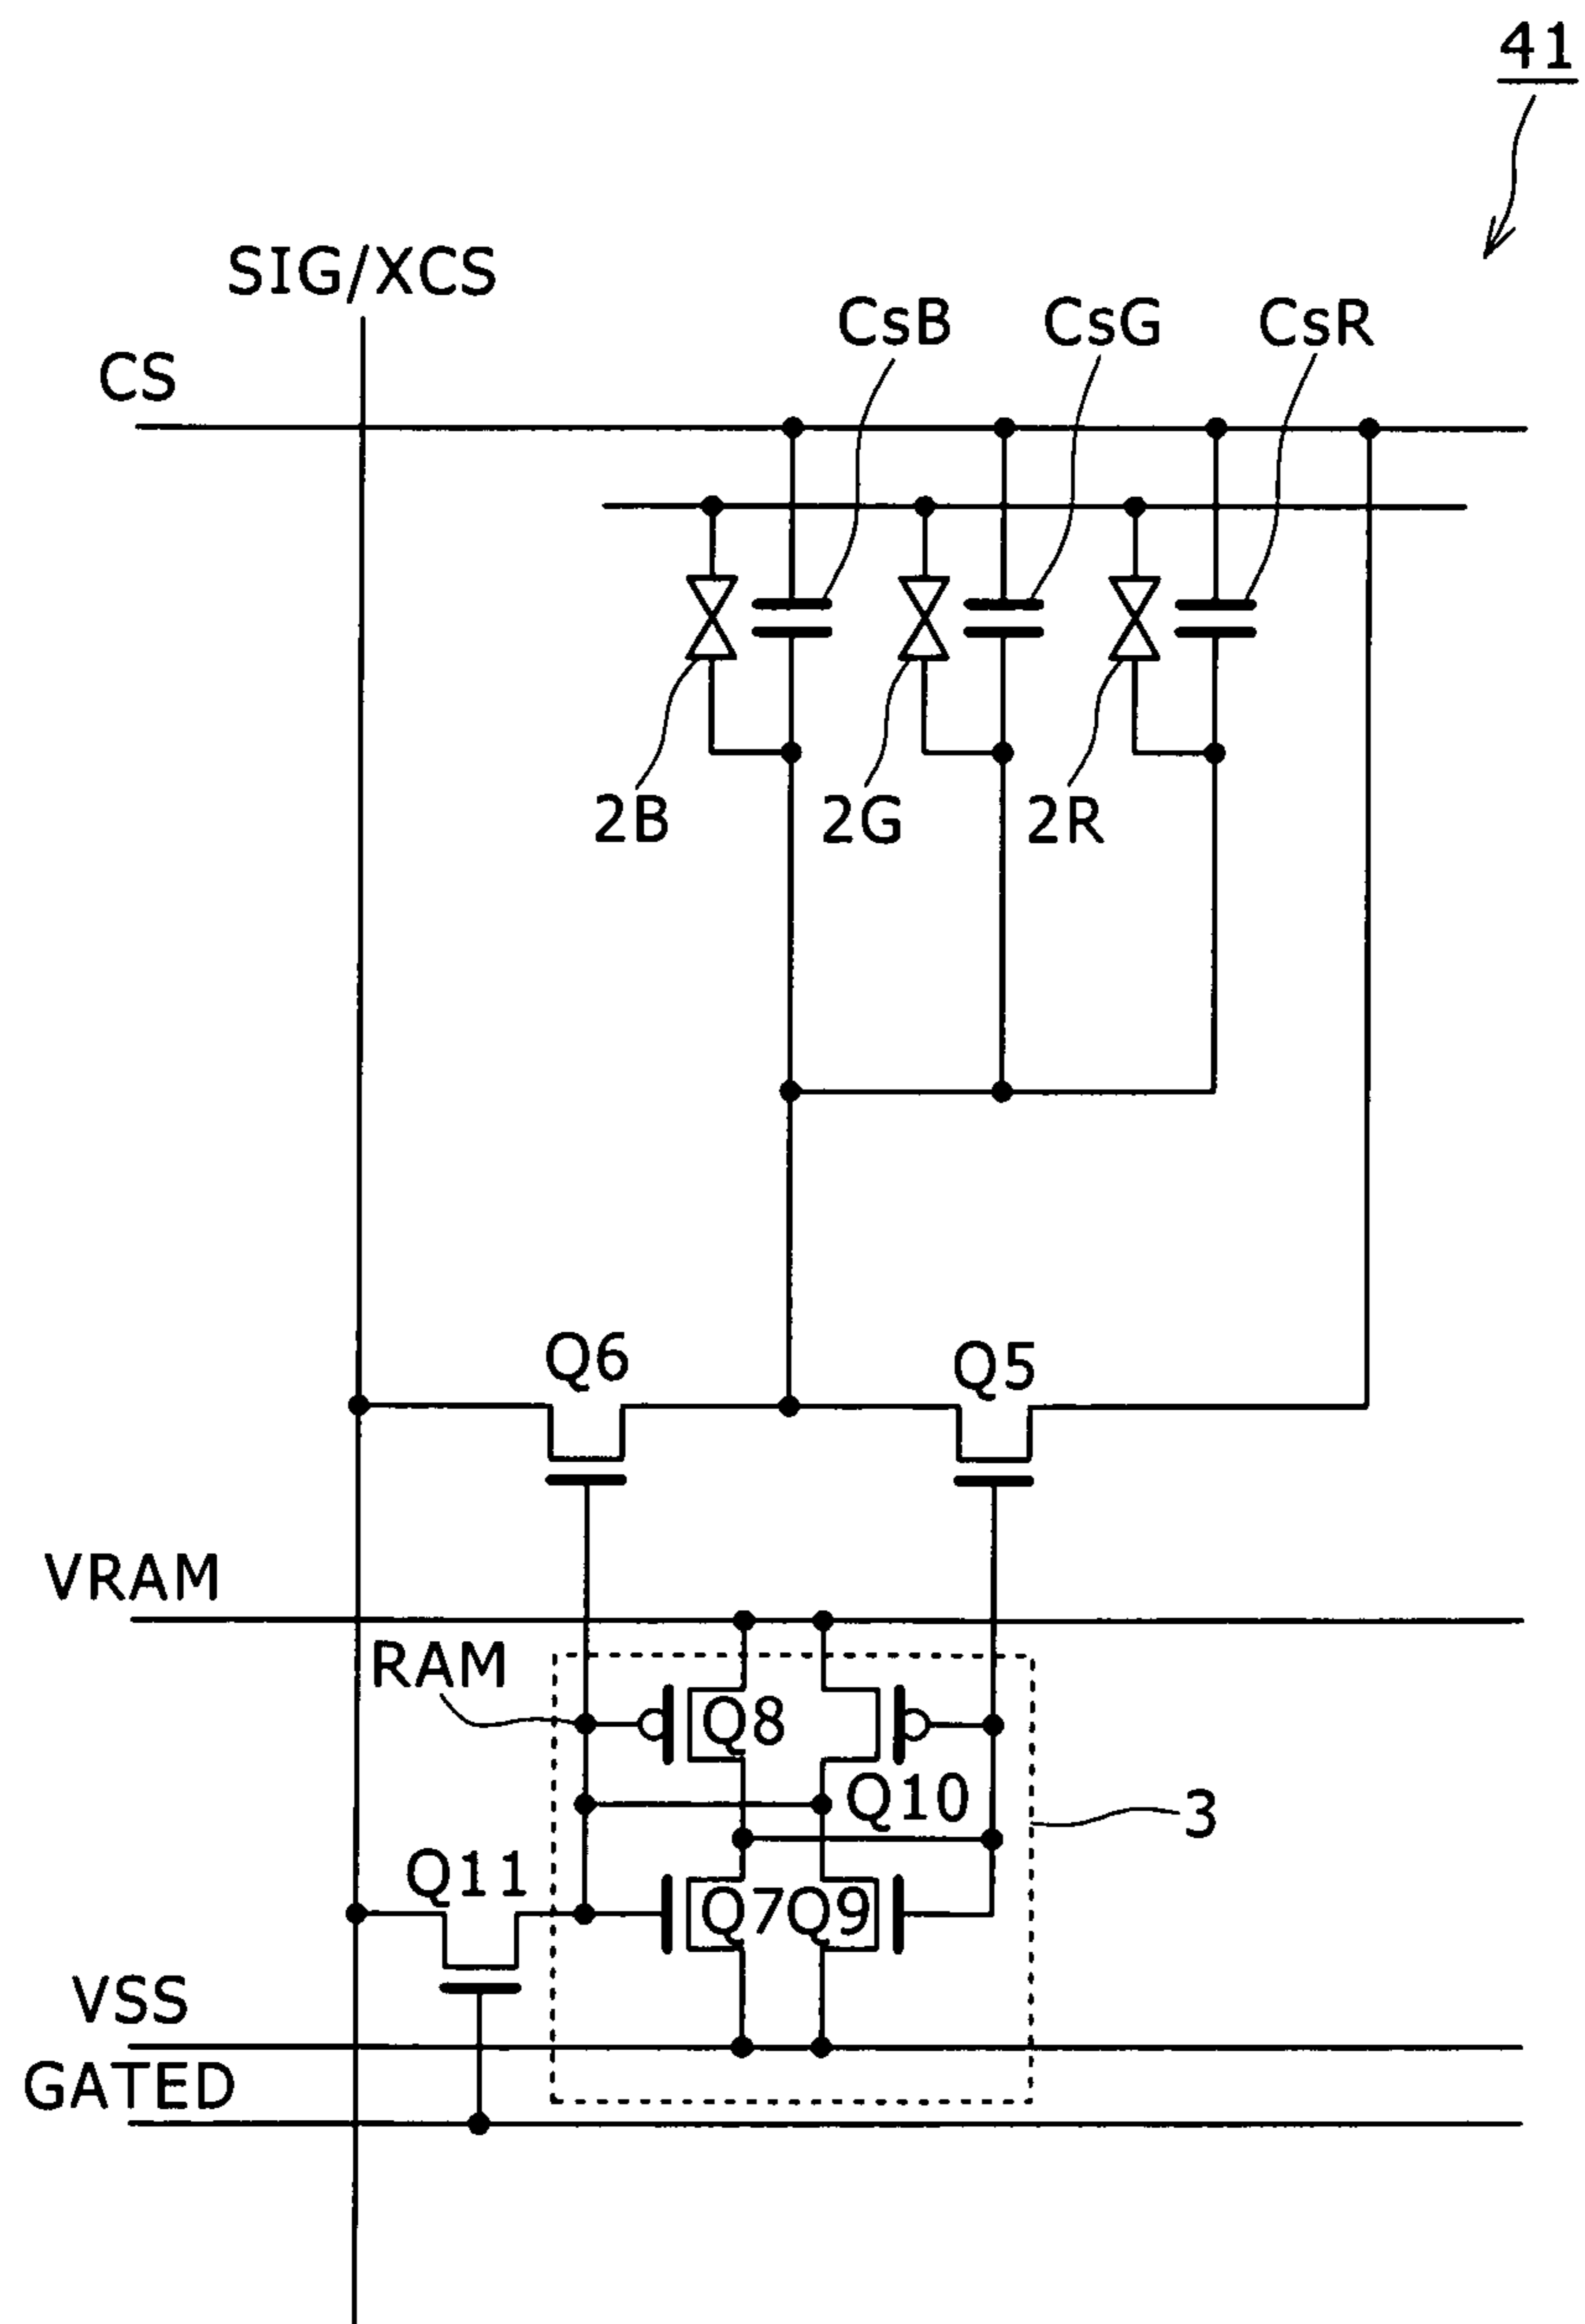 41
SIG/XCS
CsB CsG CsR
CS
2B 2G 2R
Q6 Q5
VRAM
RAM
Q8
Q10
3
Q11
Q7 Q9
VSS
GATED